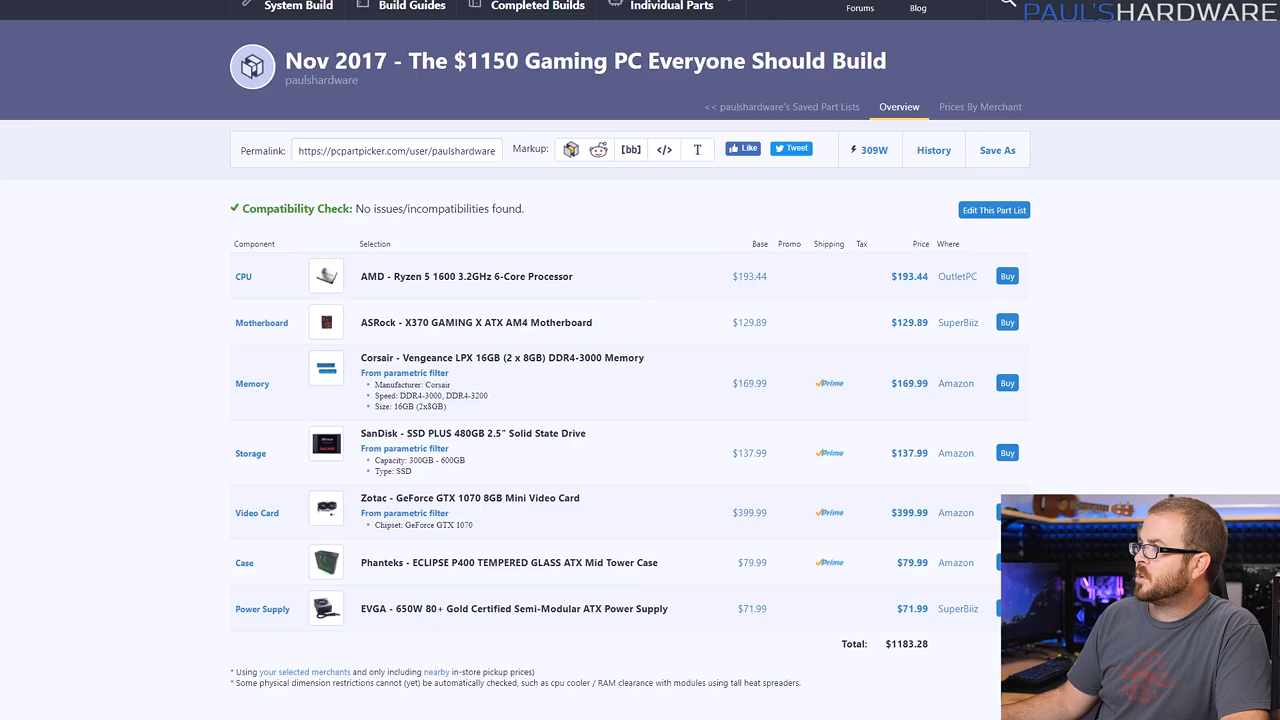 System Build
Build Guides
Completed Builds
Individual Parts
Forums
Blog
PAUL'SHARDWARE
Nov 2017 - The $1150 Gaming PC Everyone Should Build
paulshardware
<< paulshardware's Saved Part Lists
Overview
Prices By Merchant
Permalink: https://pcpartpicker.com/user/paulshardware Markup: [bb] </> T Like Tweet 309W History Save As
Compatibility Check: No issues/incompatibilities found.
Edit This Part List
Component Selection Base Promo Shipping Tax Price Where
CPU AMD - Ryzen 5 1600 3.2GHz 6-Core Processor $193.44 $193.44 OutletPC Buy
Motherboard ASRock - X370 GAMING X ATX AM4 Motherboard $129.89 $129.89 SuperBiiz Buy
Corsair - Vengeance LPX 16GB (2 x 8GB) DDR4-3000 Memory
From parametric filter
Memory • Manufacturer: Corsair $169.99 Prime $169.99 Amazon Buy
• Speed: DDR4-3000, DDR4-3200
• Size: 16GB (2x8GB)
SanDisk - SSD PLUS 480GB 2.5" Solid State Drive
From parametric filter
Storage $137.99 Prime $137.99 Amazon Buy
• Capacity: 300GB - 600GB
• Type: SSD
Zotac - GeForce GTX 1070 8GB Mini Video Card
Video Card From parametric filter $399.99 Prime $399.99 Amazon
• Chipset: GeForce GTX 1070
Case Phanteks - ECLIPSE P400 TEMPERED GLASS ATX Mid Tower Case $79.99 Prime $79.99 Amazon
Power Supply EVGA - 650W 80+ Gold Certified Semi-Modular ATX Power Supply $71.99 $71.99 SuperBiiz
Total: $1183.28
* Using your selected merchants and only including nearby in-store pickup prices)
* Some physical dimension restrictions cannot (yet) be automatically checked, such as cpu cooler / RAM clearance with modules using tall heat spreaders.